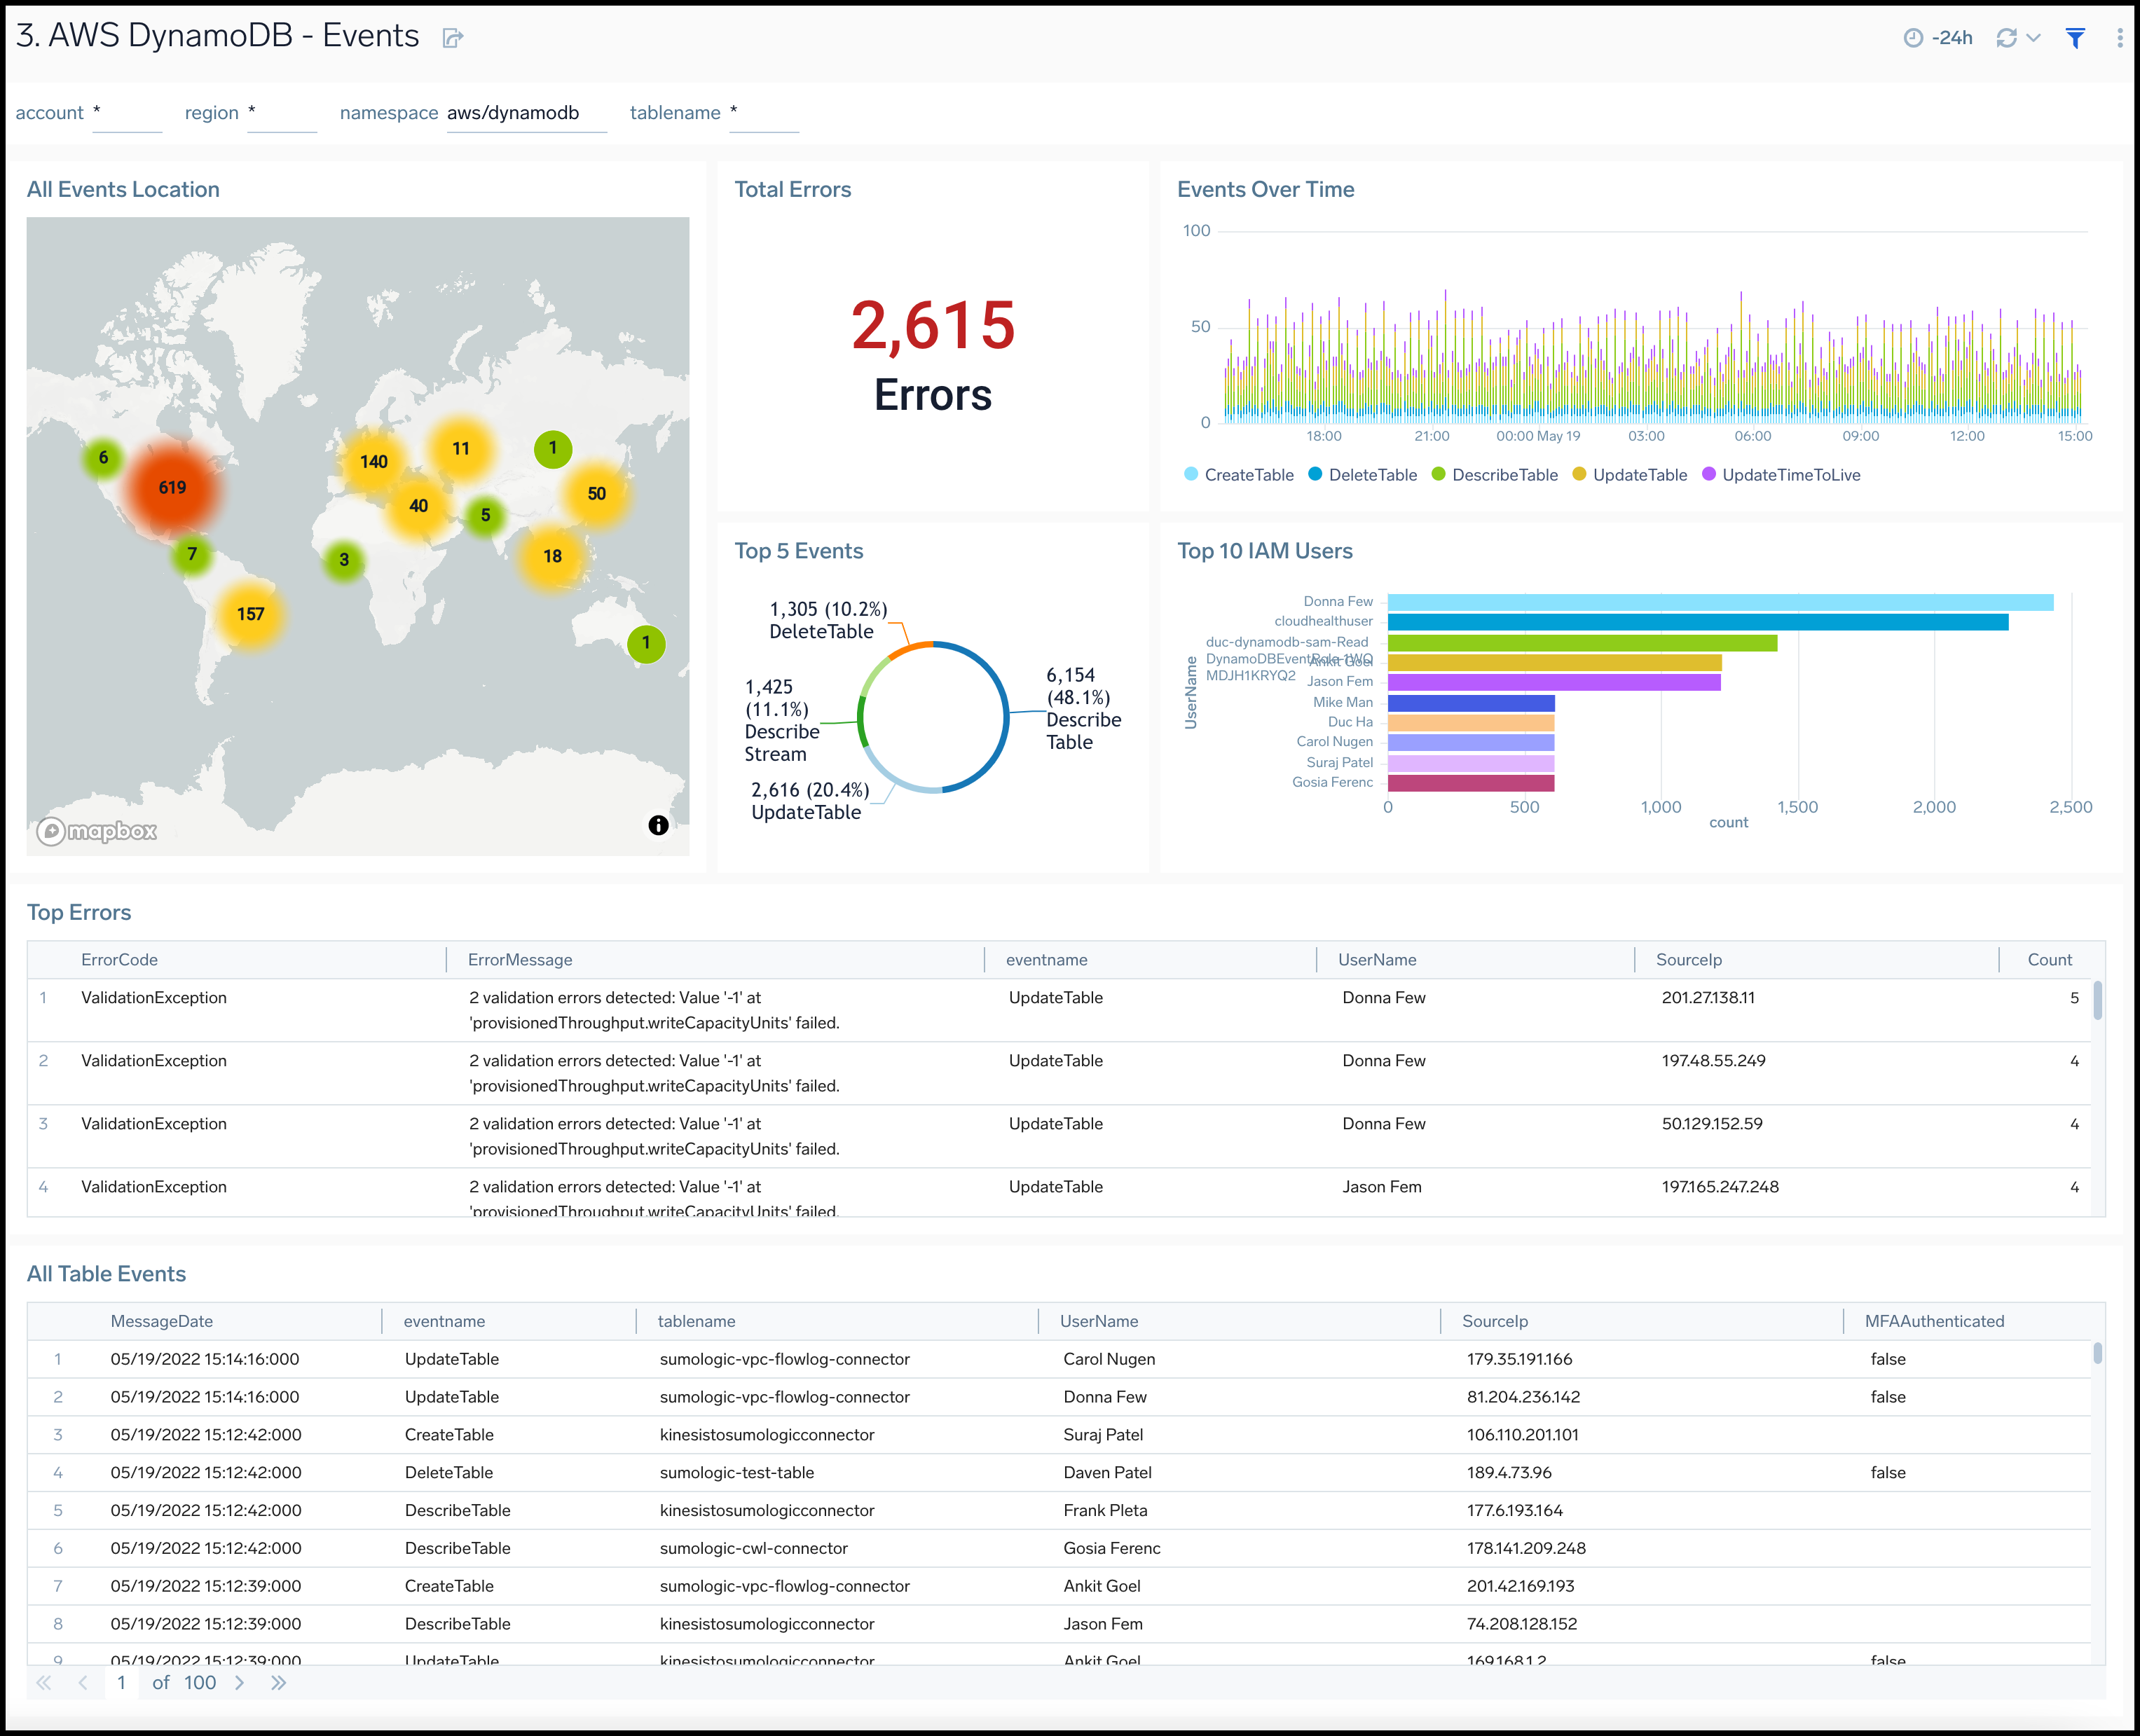 3. AWS DynamoDB - Events
-24h
account * region * namespace aws/dynamodb tablename *
All Events Location
6
619
7
157
140
11
40
3
5
1
50
18
1
mapbox
Total Errors
2,615
Errors
Events Over Time
100
50
0
18:00 21:00 00:00 May 19 03:00 06:00 09:00 12:00 15:00
CreateTable DeleteTable DescribeTable UpdateTable UpdateTimeToLive
Top 5 Events
1,305 (10.2%)
DeleteTable
6,154
(48.1%)
Describe
Table
1,425
(11.1%)
Describe
Stream
2,616 (20.4%)
UpdateTable
Top 10 IAM Users
UserName
Donna Few
cloudhealthuser
duc-dynamodb-sam-Read
DynamoDBEventRole-1WQ
MDJH1KRYQ2
Ankit Goel
Jason Fem
Mike Man
Duc Ha
Carol Nugen
Suraj Patel
Gosia Ferenc
0 500 1,000 1,500 2,000 2,500
count
Top Errors
ErrorCode ErrorMessage eventname UserName SourceIp Count
1 ValidationException 2 validation errors detected: Value '-1' at UpdateTable Donna Few 201.27.138.11 5
'provisionedThroughput.writeCapacityUnits' failed.
2 ValidationException 2 validation errors detected: Value '-1' at UpdateTable Donna Few 197.48.55.249 4
'provisionedThroughput.writeCapacityUnits' failed.
3 ValidationException 2 validation errors detected: Value '-1' at UpdateTable Donna Few 50.129.152.59 4
'provisionedThroughput.writeCapacityUnits' failed.
4 ValidationException 2 validation errors detected: Value '-1' at UpdateTable Jason Fem 197.165.247.248 4
'provisionedThroughput.writeCapacityUnits' failed.
All Table Events
MessageDate eventname tablename UserName SourceIp MFAAuthenticated
1 05/19/2022 15:14:16:000 UpdateTable sumologic-vpc-flowlog-connector Carol Nugen 179.35.191.166 false
2 05/19/2022 15:14:16:000 UpdateTable sumologic-vpc-flowlog-connector Donna Few 81.204.236.142 false
3 05/19/2022 15:12:42:000 CreateTable kinesistosumologicconnector Suraj Patel 106.110.201.101
4 05/19/2022 15:12:42:000 DeleteTable sumologic-test-table Daven Patel 189.4.73.96 false
5 05/19/2022 15:12:42:000 DescribeTable kinesistosumologicconnector Frank Pleta 177.6.193.164
6 05/19/2022 15:12:42:000 DescribeTable sumologic-cwl-connector Gosia Ferenc 178.141.209.248
7 05/19/2022 15:12:39:000 CreateTable sumologic-vpc-flowlog-connector Ankit Goel 201.42.169.193
8 05/19/2022 15:12:39:000 DescribeTable kinesistosumologicconnector Jason Fem 74.208.128.152
9 05/19/2022 15:12:39:000 UpdateTable kinesistosumologicconnector Ankit Goel 169.168.1.2 false
1 of 100